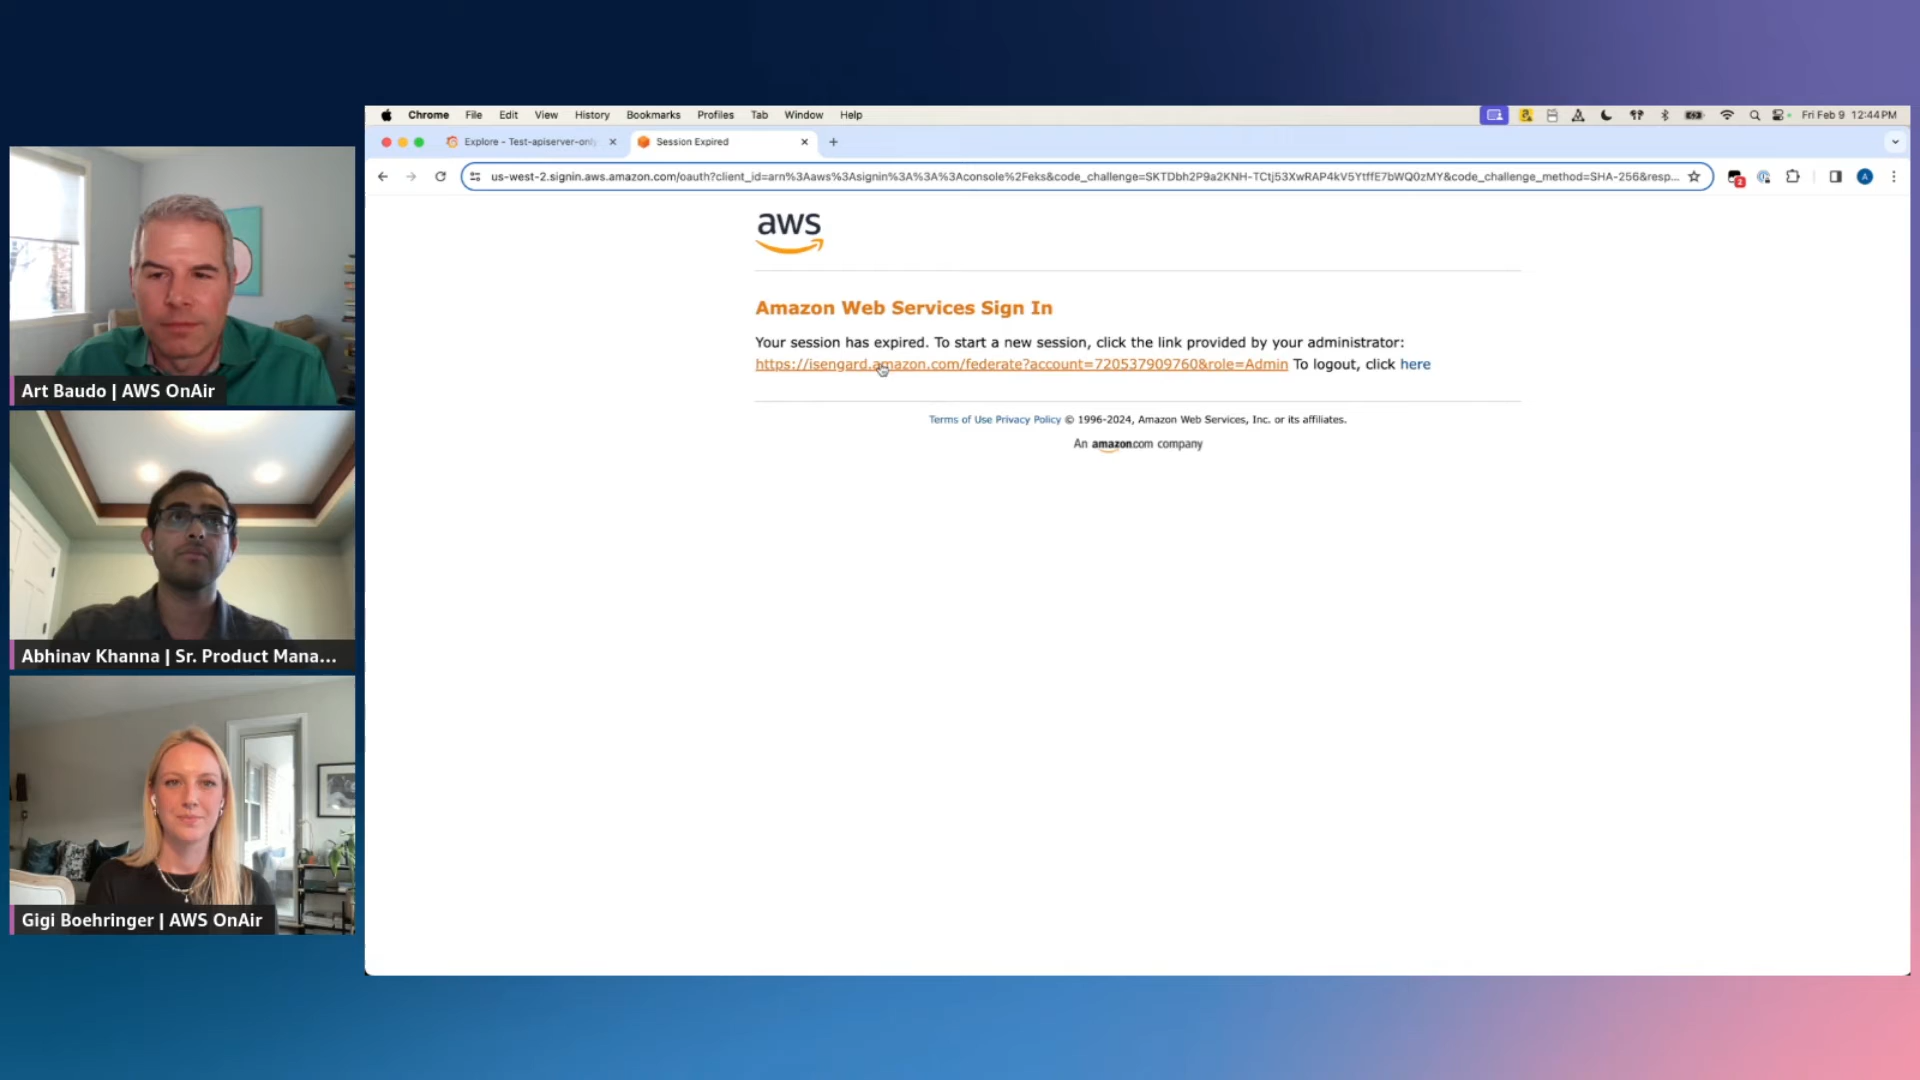 Chrome File Edit View History Bookmarks Profiles Tab Window Help
Fri Feb 9 12:44 PM
Explore - Test-apiserver-only
Session Expired
us-west-2.signin.aws.amazon.com/oauth?client_id=arn%3Aaws%3Asignin%3A%3A%3Aconsole%2Feks&code_challenge=SKTDbh2P9a2KNH-TCtj53XwRAP4kV5YtffE7bWQ0zMY&code_challenge_method=SHA-256&resp...
2
A
aws
Amazon Web Services Sign In
Your session has expired. To start a new session, click the link provided by your administrator:
https://isengard.amazon.com/federate?account=720537909760&role=Admin To logout, click here
Terms of Use Privacy Policy © 1996-2024, Amazon Web Services, Inc. or its affiliates.
An amazon.com company
Art Baudo | AWS OnAir
Abhinav Khanna | Sr. Product Mana...
Gigi Boehringer | AWS OnAir